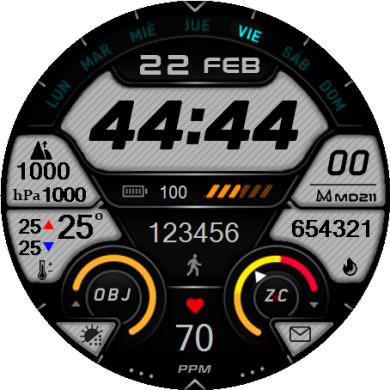 LUN MAR MIÉ JUE VIE SÁB DOM
22 FEB
44:44
1000
hPa 1000
00
MD211
100
25 25°
25
123456
654321
OBJ
Z-C
70
PPM